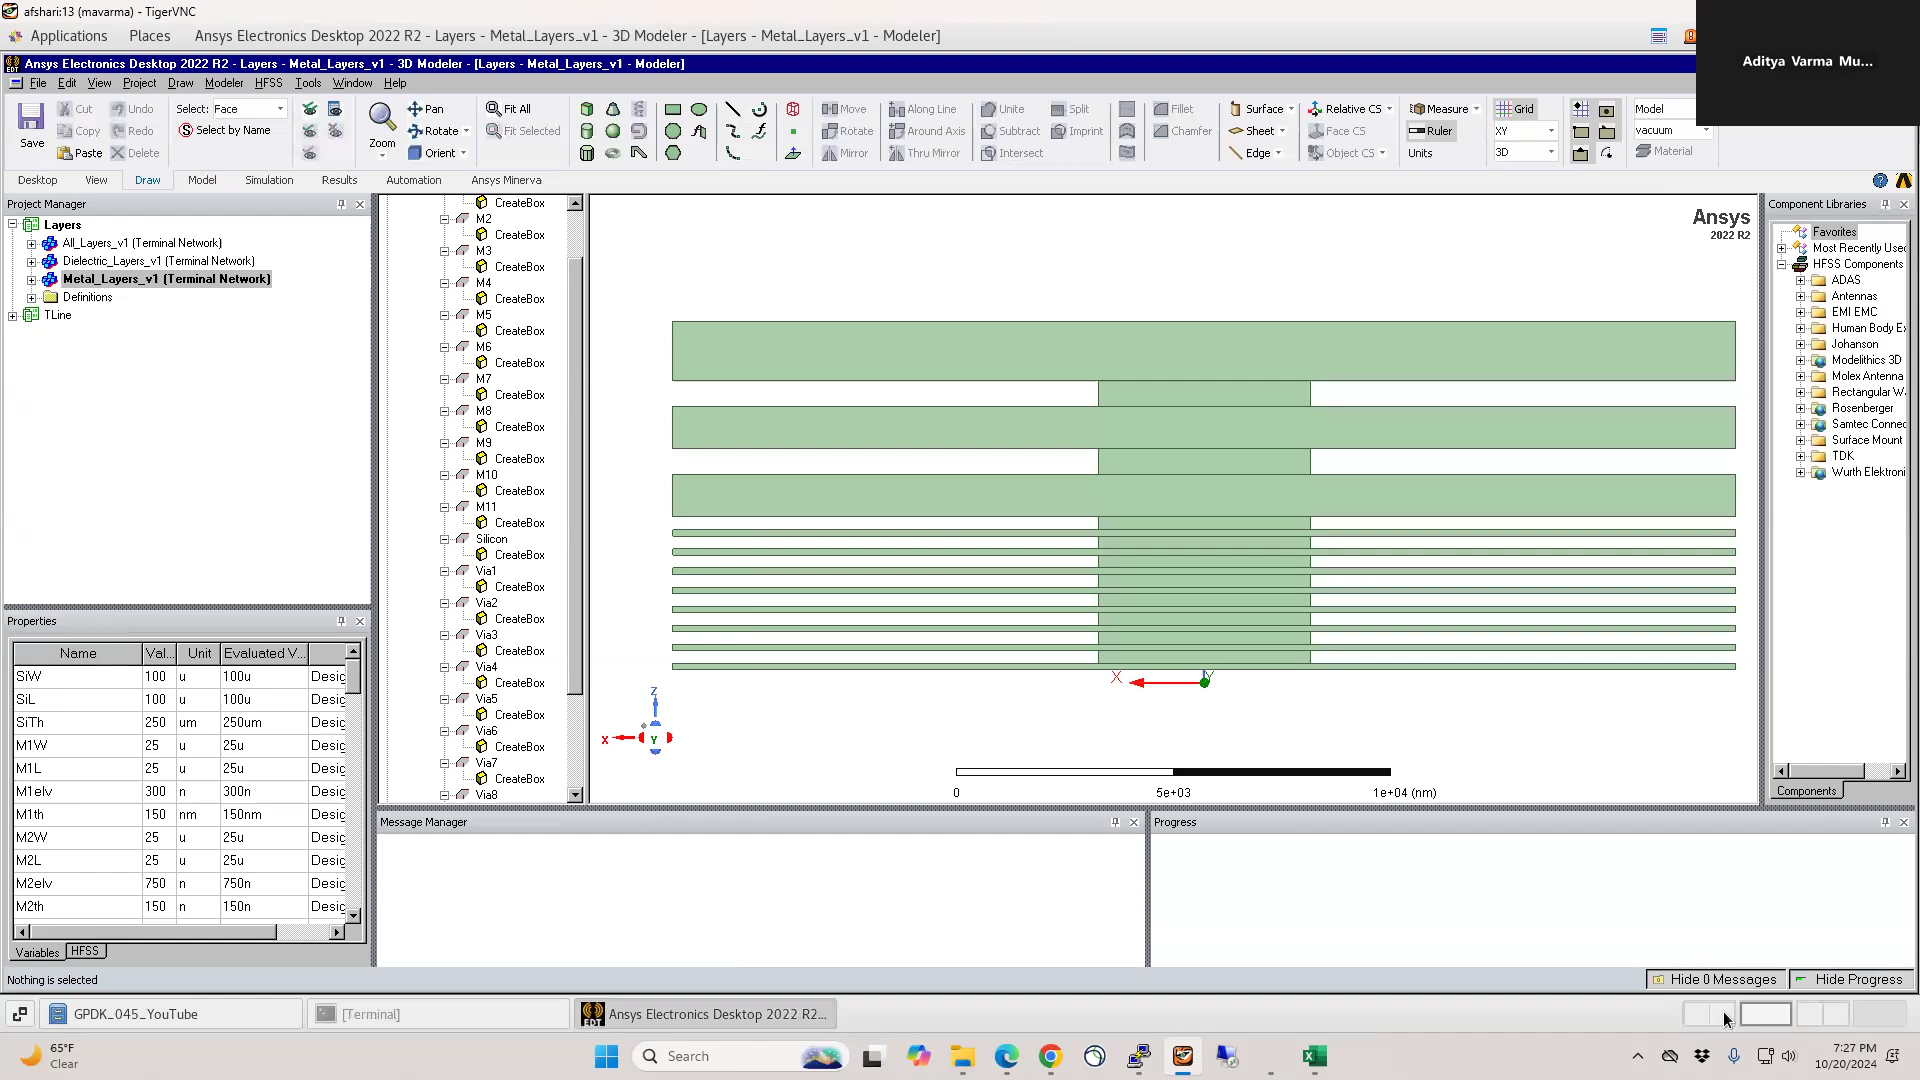 afshari:13 (mavarma) - TigerVNC
Applications Places Ansys Electronics Desktop 2022 R2 - Layers - Metal_Layers_v1 - 3D Modeler - [Layers - Metal_Layers_v1 - Modeler]
Aditya Varma Mu...
Ansys Electronics Desktop 2022 R2 - Layers - Metal_Layers_v1 - 3D Modeler - [Layers - Metal_Layers_v1 - Modeler]
File Edit View Project Draw Modeler HFSS Tools Window Help
Cut Undo Select: Face Pan Fit All Move Along Line Unite Split Fillet Surface Relative CS Measure Grid Model
Copy Redo Select by Name Rotate Fit Selected Rotate Around Axis Subtract Imprint Chamfer Sheet Face CS Ruler XY vacuum
Save Paste Delete Zoom Orient Mirror Thru Mirror Intersect Edge Object CS Units 3D Material
Desktop View Draw Model Simulation Results Automation Ansys Minerva
Project Manager
Layers
All_Layers_v1 (Terminal Network)
Dielectric_Layers_v1 (Terminal Network)
Metal_Layers_v1 (Terminal Network)
Definitions
TLine
CreateBox
M2
CreateBox
M3
CreateBox
M4
CreateBox
M5
CreateBox
M6
CreateBox
M7
CreateBox
M8
CreateBox
M9
CreateBox
M10
CreateBox
M11
CreateBox
Silicon
CreateBox
Via1
CreateBox
Via2
CreateBox
Via3
CreateBox
Via4
CreateBox
Via5
CreateBox
Via6
CreateBox
Via7
CreateBox
Via8
Ansys
2022 R2
X Y
Z
X Y
0 5e+03 1e+04 (nm)
Component Libraries
Favorites
Most Recently Used
HFSS Components
ADAS
Antennas
EMI EMC
Human Body Ex
Johanson
Modelithics 3D
Molex Antenna
Rectangular W
Rosenberger
Samtec Connec
Surface Mount
TDK
Wurth Elektroni
Components
Properties
Name Val... Unit Evaluated V...
SiW 100 u 100u Desig
SiL 100 u 100u Desig
SiTh 250 um 250um Desig
M1W 25 u 25u Desig
M1L 25 u 25u Desig
M1elv 300 n 300n Desig
M1th 150 nm 150nm Desig
M2W 25 u 25u Desig
M2L 25 u 25u Desig
M2elv 750 n 750n Desig
M2th 150 n 150n Desig
Variables HFSS
Message Manager
Progress
Nothing is selected
Hide 0 Messages Hide Progress
GPDK_045_YouTube [Terminal] EDT Ansys Electronics Desktop 2022 R2...
65°F
Clear
Search
7:27 PM
10/20/2024